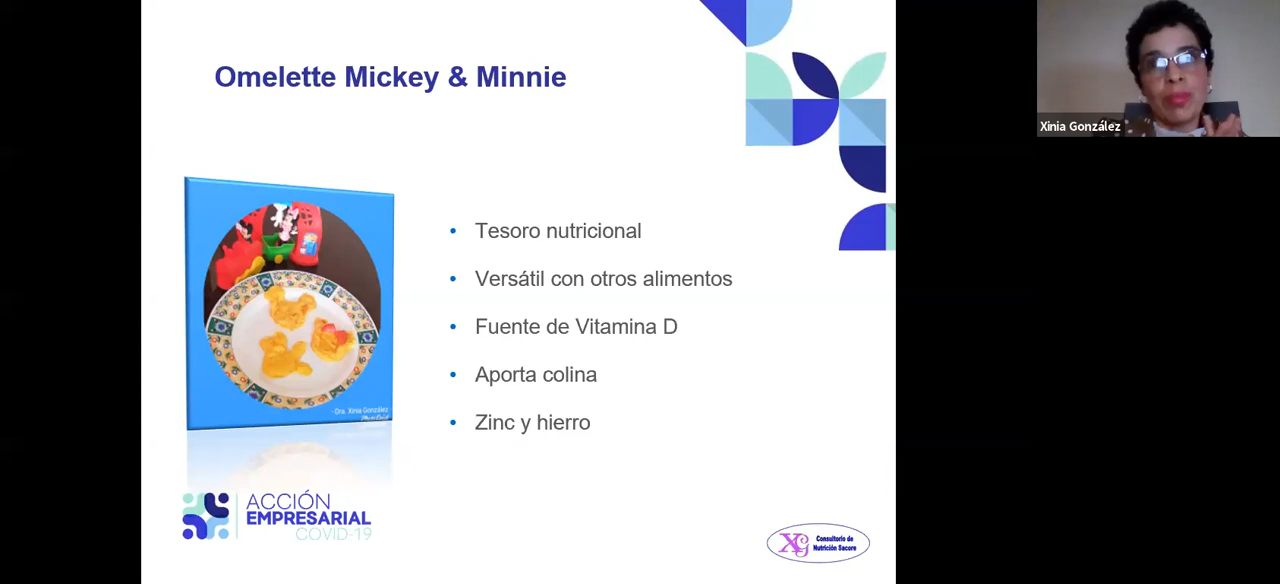 Omelette Mickey & Minnie
Xinia González
• Tesoro nutricional
• Versátil con otros alimentos
• Fuente de Vitamina D
• Aporta colina
• Zinc y hierro
- Dra. Xinia González
ACCIÓN
EMPRESARIAL
COVID-19
XG
Consultorio de
Nutrición Sacore